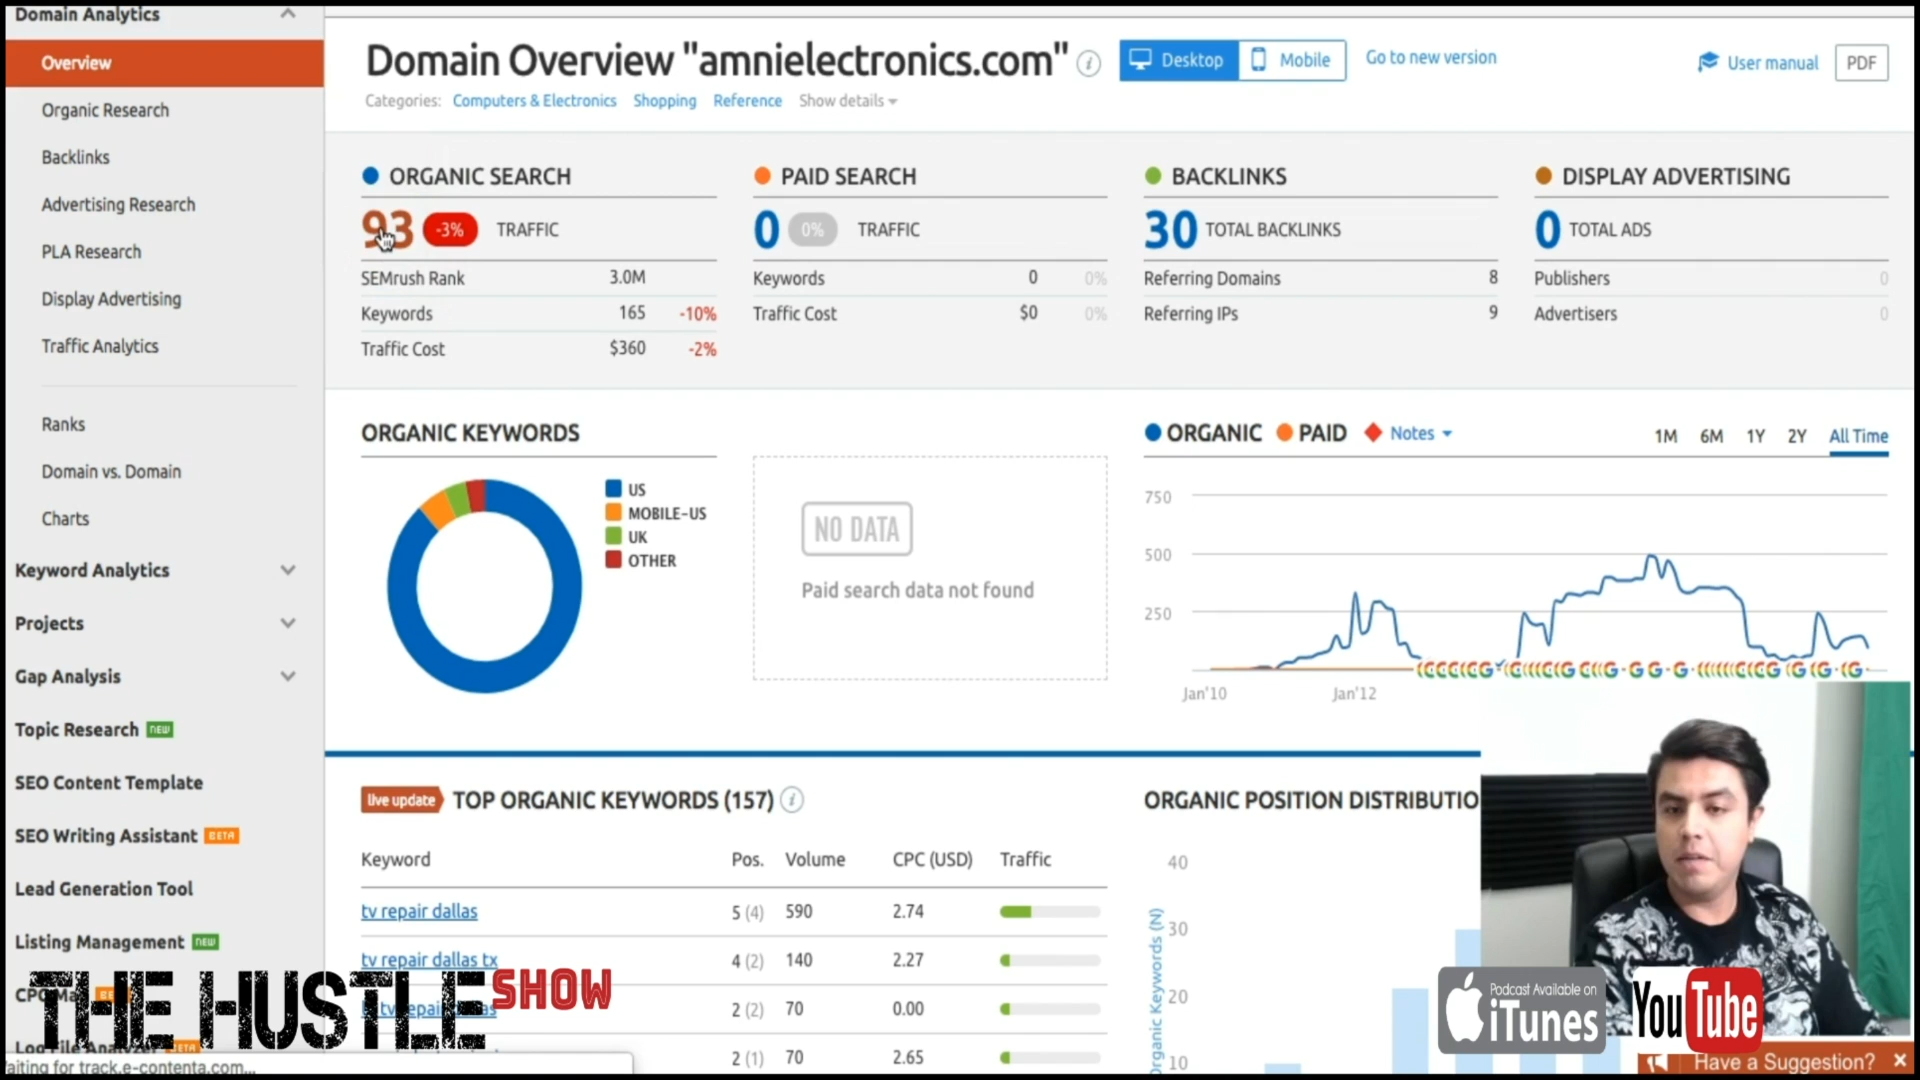 Domain Analytics
Overview
Organic Research
Backlinks
Advertising Research
PLA Research
Display Advertising
Traffic Analytics
Ranks
Domain vs. Domain
Charts
Keyword Analytics
Projects
Gap Analysis
Topic Research NEW
SEO Content Template
SEO Writing Assistant BETA
Lead Generation Tool
Listing Management NEW
Log File Analyzer BETA
Domain Overview "amnielectronics.com" i
Desktop Mobile
Go to new version
User manual
PDF
Categories: Computers & Electronics Shopping Reference Show details
ORGANIC SEARCH
93 -3% TRAFFIC
SEMrush Rank 3.0M
Keywords 165 -10%
Traffic Cost $360 -2%
PAID SEARCH
0 0% TRAFFIC
Keywords 0 0%
Traffic Cost $0 0%
BACKLINKS
30 TOTAL BACKLINKS
Referring Domains 8
Referring IPs 9
DISPLAY ADVERTISING
0 TOTAL ADS
Publishers 0
Advertisers 0
ORGANIC KEYWORDS
US
MOBILE-US
UK
OTHER
NO DATA
Paid search data not found
ORGANIC PAID Notes
1M 6M 1Y 2Y All Time
750
500
250
Jan'10 Jan'12
live update TOP ORGANIC KEYWORDS (157) i
Keyword Pos. Volume CPC (USD) Traffic
tv repair dallas 5 (4) 590 2.74
tv repair dallas tx 4 (2) 140 2.27
2 (2) 70 0.00
2 (1) 70 2.65
ORGANIC POSITION DISTRIBUTIO
40
30
20
10
Organic Keywords (N)
THE HUSTLE SHOW
Podcast Available on
iTunes
YouTube
Have a Suggestion? ×
aiting for track.e-contenta.com...